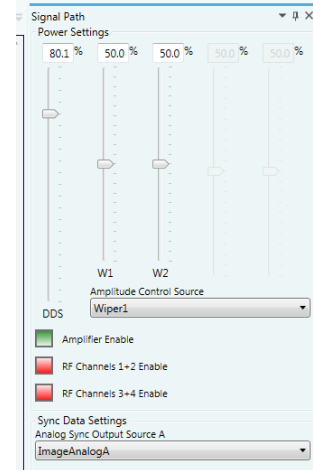 Signal Path
Power Settings
80.1 % 50.0 % 50.0 % 50.0 % 50.0 %
W1 W2
Amplitude Control Source
DDS Wiper1
Amplifier Enable
RF Channels 1+2 Enable
RF Channels 3+4 Enable
Sync Data Settings
Analog Sync Output Source A
ImageAnalogA